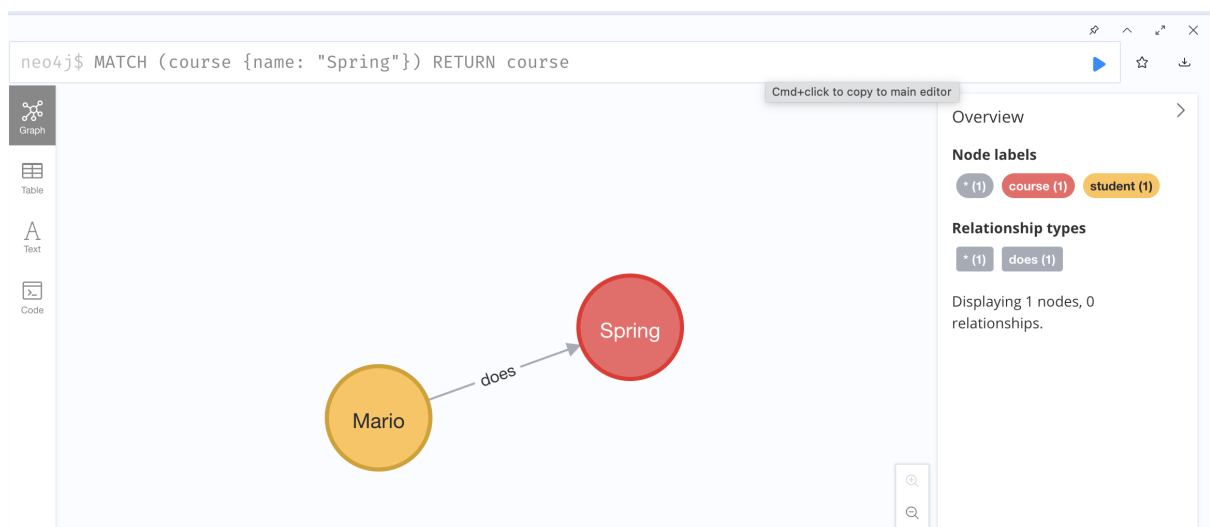 neo4j$ MATCH (course {name: "Spring"}) RETURN course
Cmd+click to copy to main editor
Graph
Table
Text
Code
Spring
does
Mario
Overview
Node labels
* (1) course (1) student (1)
Relationship types
* (1) does (1)
Displaying 1 nodes, 0
relationships.